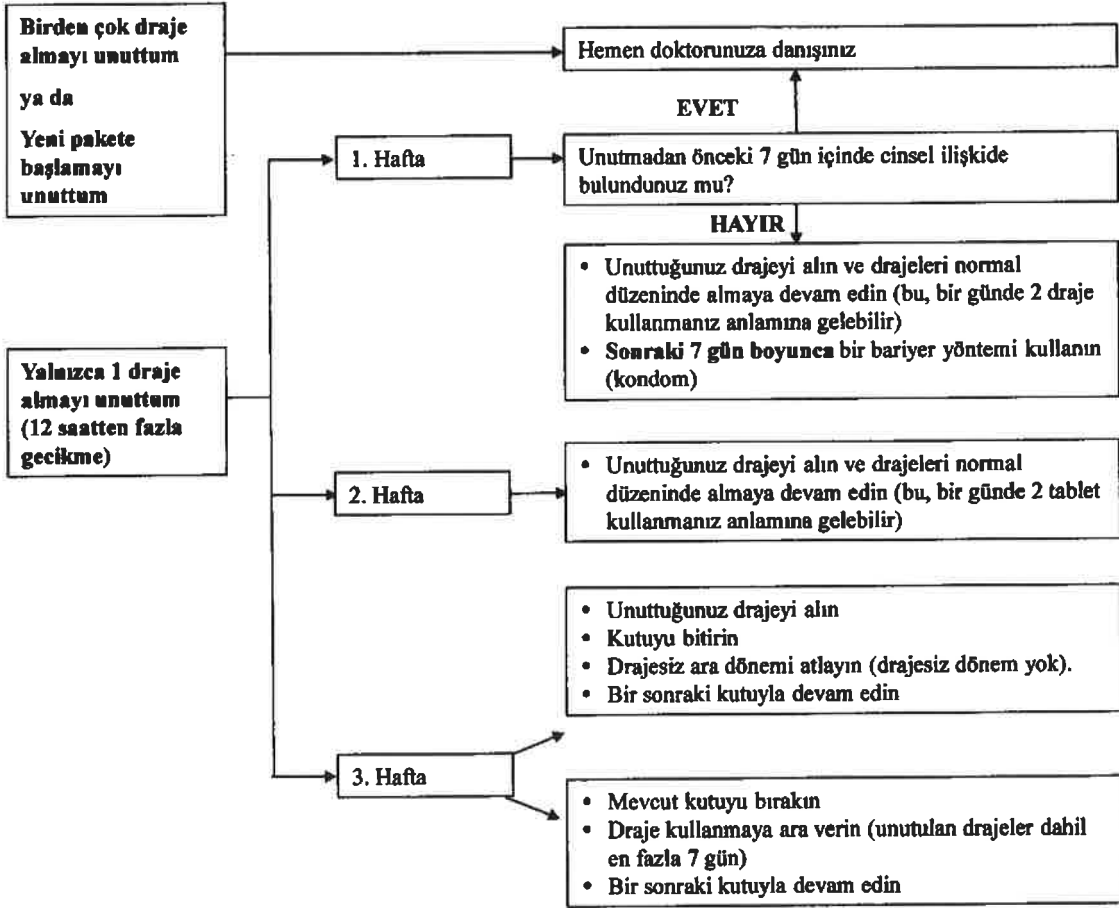 Birden çok draje
almayı unuttum
ya da
Yeni pakete
başlamayı
unuttum
Hemen doktorunuza danışınız
EVET
1. Hafta
Unutmadan önceki 7 gün içinde cinsel ilişkide
bulundunuz mu?
HAYIR
• Unuttuğunuz drajeyi alın ve drajeleri normal
düzeninde almaya devam edin (bu, bir günde 2 draje
kullanmanız anlamına gelebilir)
• Sonraki 7 gün boyunca bir bariyer yöntemi kullanın
(kondom)
Yalnızca 1 draje
almayı unuttum
(12 saatten fazla
gecikme)
2. Hafta
• Unuttuğunuz drajeyi alın ve drajeleri normal
düzeninde almaya devam edin (bu, bir günde 2 tablet
kullanmanız anlamına gelebilir)
• Unuttuğunuz drajeyi alın
• Kutuyu bitirin
• Drajesiz ara dönemi atlayın (drajesiz dönem yok).
• Bir sonraki kutuyla devam edin
3. Hafta
• Mevcut kutuyu bırakın
• Draje kullanmaya ara verin (unutulan drajeler dahil
en fazla 7 gün)
• Bir sonraki kutuyla devam edin